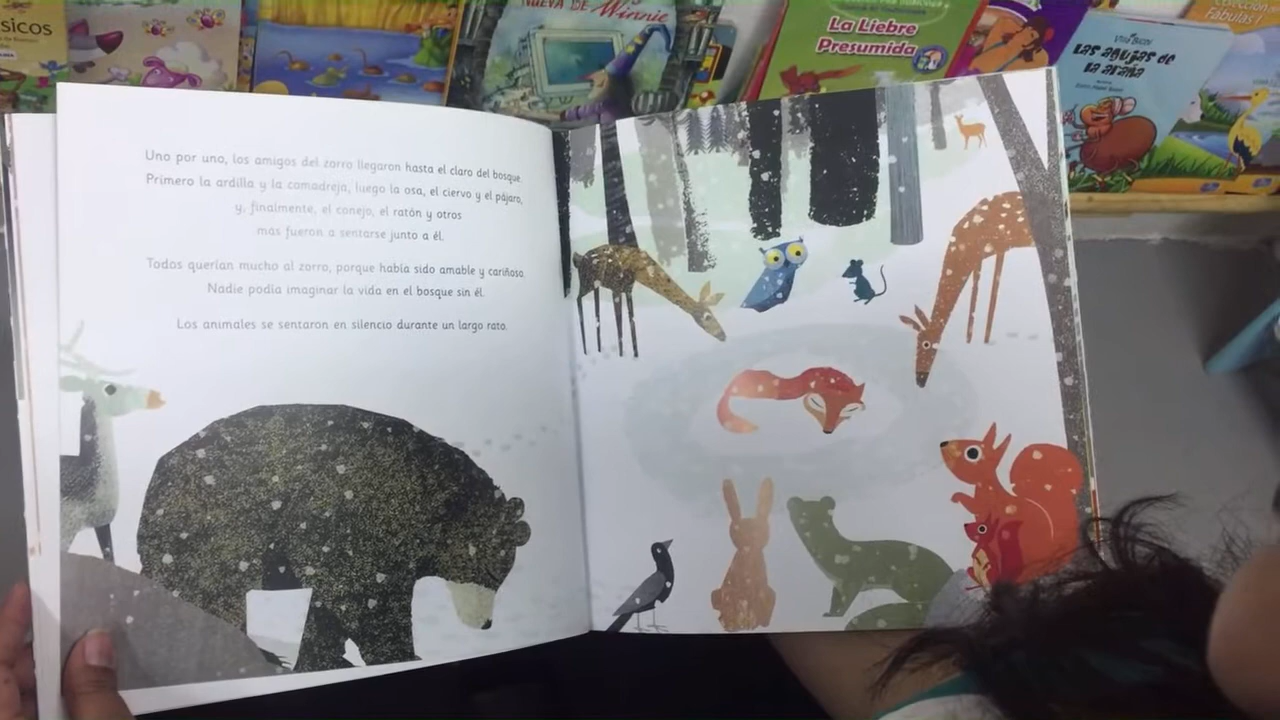 sicos
NUEVA DE Winnie
La Liebre
Presumida
Colección de
Fábulas I
Las agujas de
la araña
Uno por uno, los amigos del zorro llegaron hasta el claro del bosque.
Primero la ardilla y la comadreja, luego la osa, el ciervo y el pájaro,
y, finalmente, el conejo, el ratón y otros
más fueron a sentarse junto a él.
Todos querían mucho al zorro, porque había sido amable y cariñoso.
Nadie podía imaginar la vida en el bosque sin él.
Los animales se sentaron en silencio durante un largo rato.